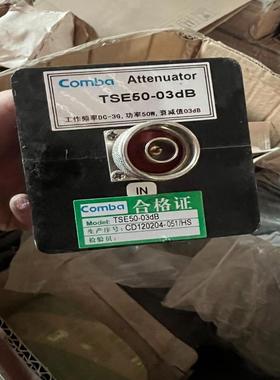 Comba Attenuator
TSE50-03dB
工作频率DC-3G,功率50W,衰减值03dB
IN
Comba 合格证
Model: TSE50-03dB
生产序号: CD120204-051/HS
检验员: